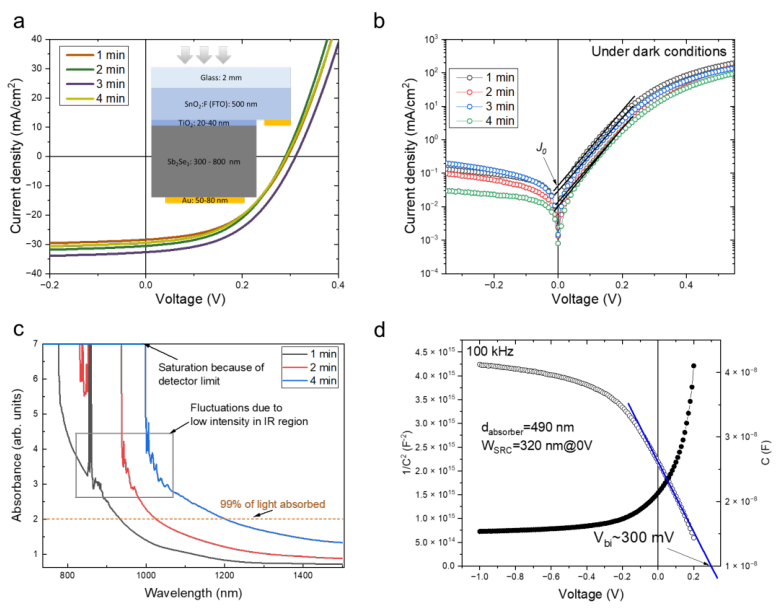 a
Current density (mA/cm²)
40
30
20
10
0
−10
−20
−30
−40
1 min
2 min
3 min
4 min
Glass: 2 mm
SnO₂:F (FTO): 500 nm
TiO₂: 20-40 nm
Sb₂Se₃: 300 - 800 nm
Au: 50-80 nm
−0.2 0.0 0.2 0.4
Voltage (V)
b
Current density (mA/cm²)
10³
10²
10¹
10⁰
10⁻¹
10⁻²
10⁻³
10⁻⁴
Under dark conditions
1 min
2 min
3 min
4 min
J₀
−0.2 0.0 0.2 0.4
Voltage (V)
c
Absorbance (arb. units)
7
6
5
4
3
2
1
1 min
2 min
4 min
Saturation because of
detector limit
Fluctuations due to
low intensity in IR region
99% of light absorbed
800 1000 1200 1400
Wavelength (nm)
d
1/C² (F⁻²)
4.5 × 10¹⁵
4.0 × 10¹⁵
3.5 × 10¹⁵
3.0 × 10¹⁵
2.5 × 10¹⁵
2.0 × 10¹⁵
1.5 × 10¹⁵
1.0 × 10¹⁵
5.0 × 10¹⁴
0.0
100 kHz
d_absorber=490 nm
W_SRC=320 nm@0V
V_bi~300 mV
4 × 10⁻⁸
3 × 10⁻⁸
2 × 10⁻⁸
1 × 10⁻⁸
C (F)
-1.0 -0.8 -0.6 -0.4 -0.2 0.0 0.2
Voltage (V)